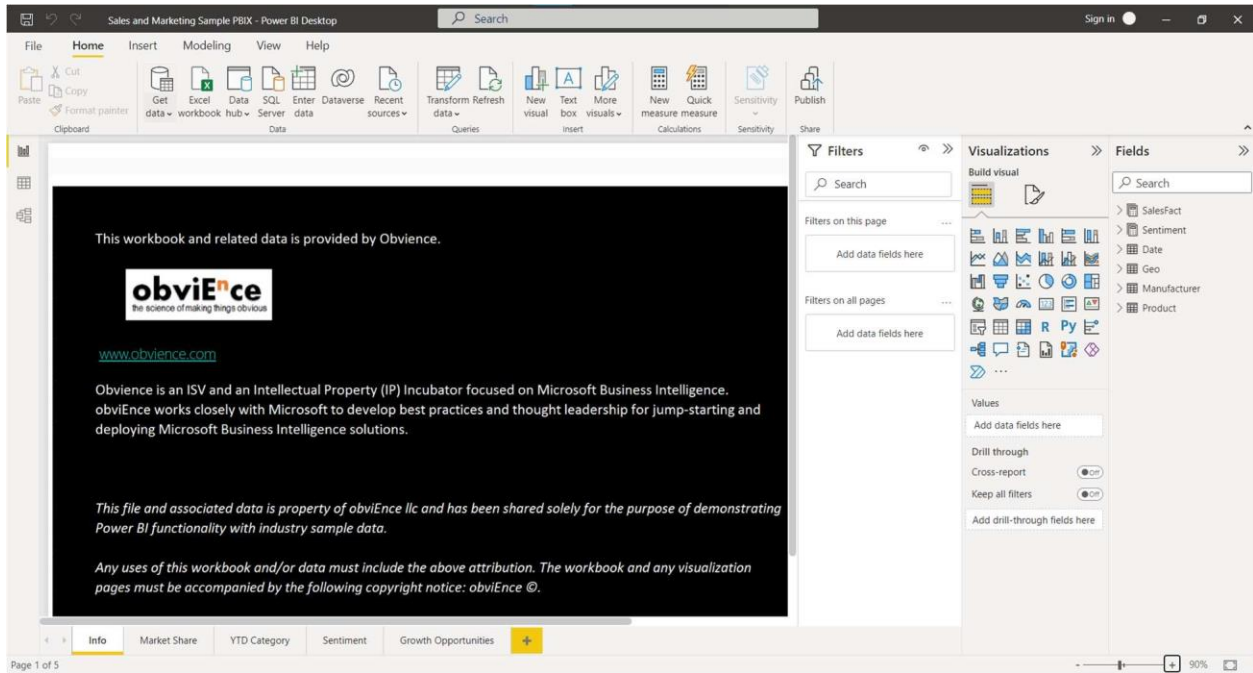 Sales and Marketing Sample PBIX - Power BI Desktop
Search
Sign in
File Home Insert Modeling View Help
Paste
Cut
Copy
Format painter
Clipboard
Get data
Excel workbook
Data hub
SQL Server
Enter data
Dataverse
Recent sources
Data
Transform data
Refresh
Queries
New visual
Text box
More visuals
Insert
New measure
Quick measure
Calculations
Sensitivity
Sensitivity
Publish
Share
This workbook and related data is provided by Obvience.
obviEnce
the science of making things obvious
www.obvience.com
Obvience is an ISV and an Intellectual Property (IP) Incubator focused on Microsoft Business Intelligence.
obviEnce works closely with Microsoft to develop best practices and thought leadership for jump-starting and
deploying Microsoft Business Intelligence solutions.
This file and associated data is property of obviEnce llc and has been shared solely for the purpose of demonstrating
Power BI functionality with industry sample data.
Any uses of this workbook and/or data must include the above attribution. The workbook and any visualization
pages must be accompanied by the following copyright notice: obviEnce ©.
Filters
Search
Filters on this page ...
Add data fields here
Filters on all pages ...
Add data fields here
Visualizations
Build visual
R Py
...
Values
Add data fields here
Drill through
Cross-report Off
Keep all filters Off
Add drill-through fields here
Fields
Search
SalesFact
Sentiment
Date
Geo
Manufacturer
Product
Info Market Share YTD Category Sentiment Growth Opportunities +
Page 1 of 5
- + 90%